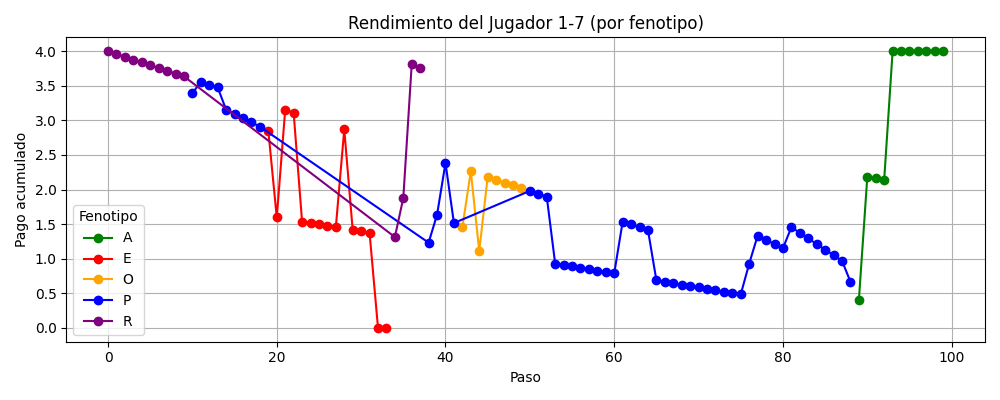 Rendimiento del Jugador 1-7 (por fenotipo)
Pago acumulado
4.0
3.5
3.0
2.5
2.0
1.5
1.0
0.5
0.0
Fenotipo
A
E
O
P
R
0 20 40 60 80 100
Paso